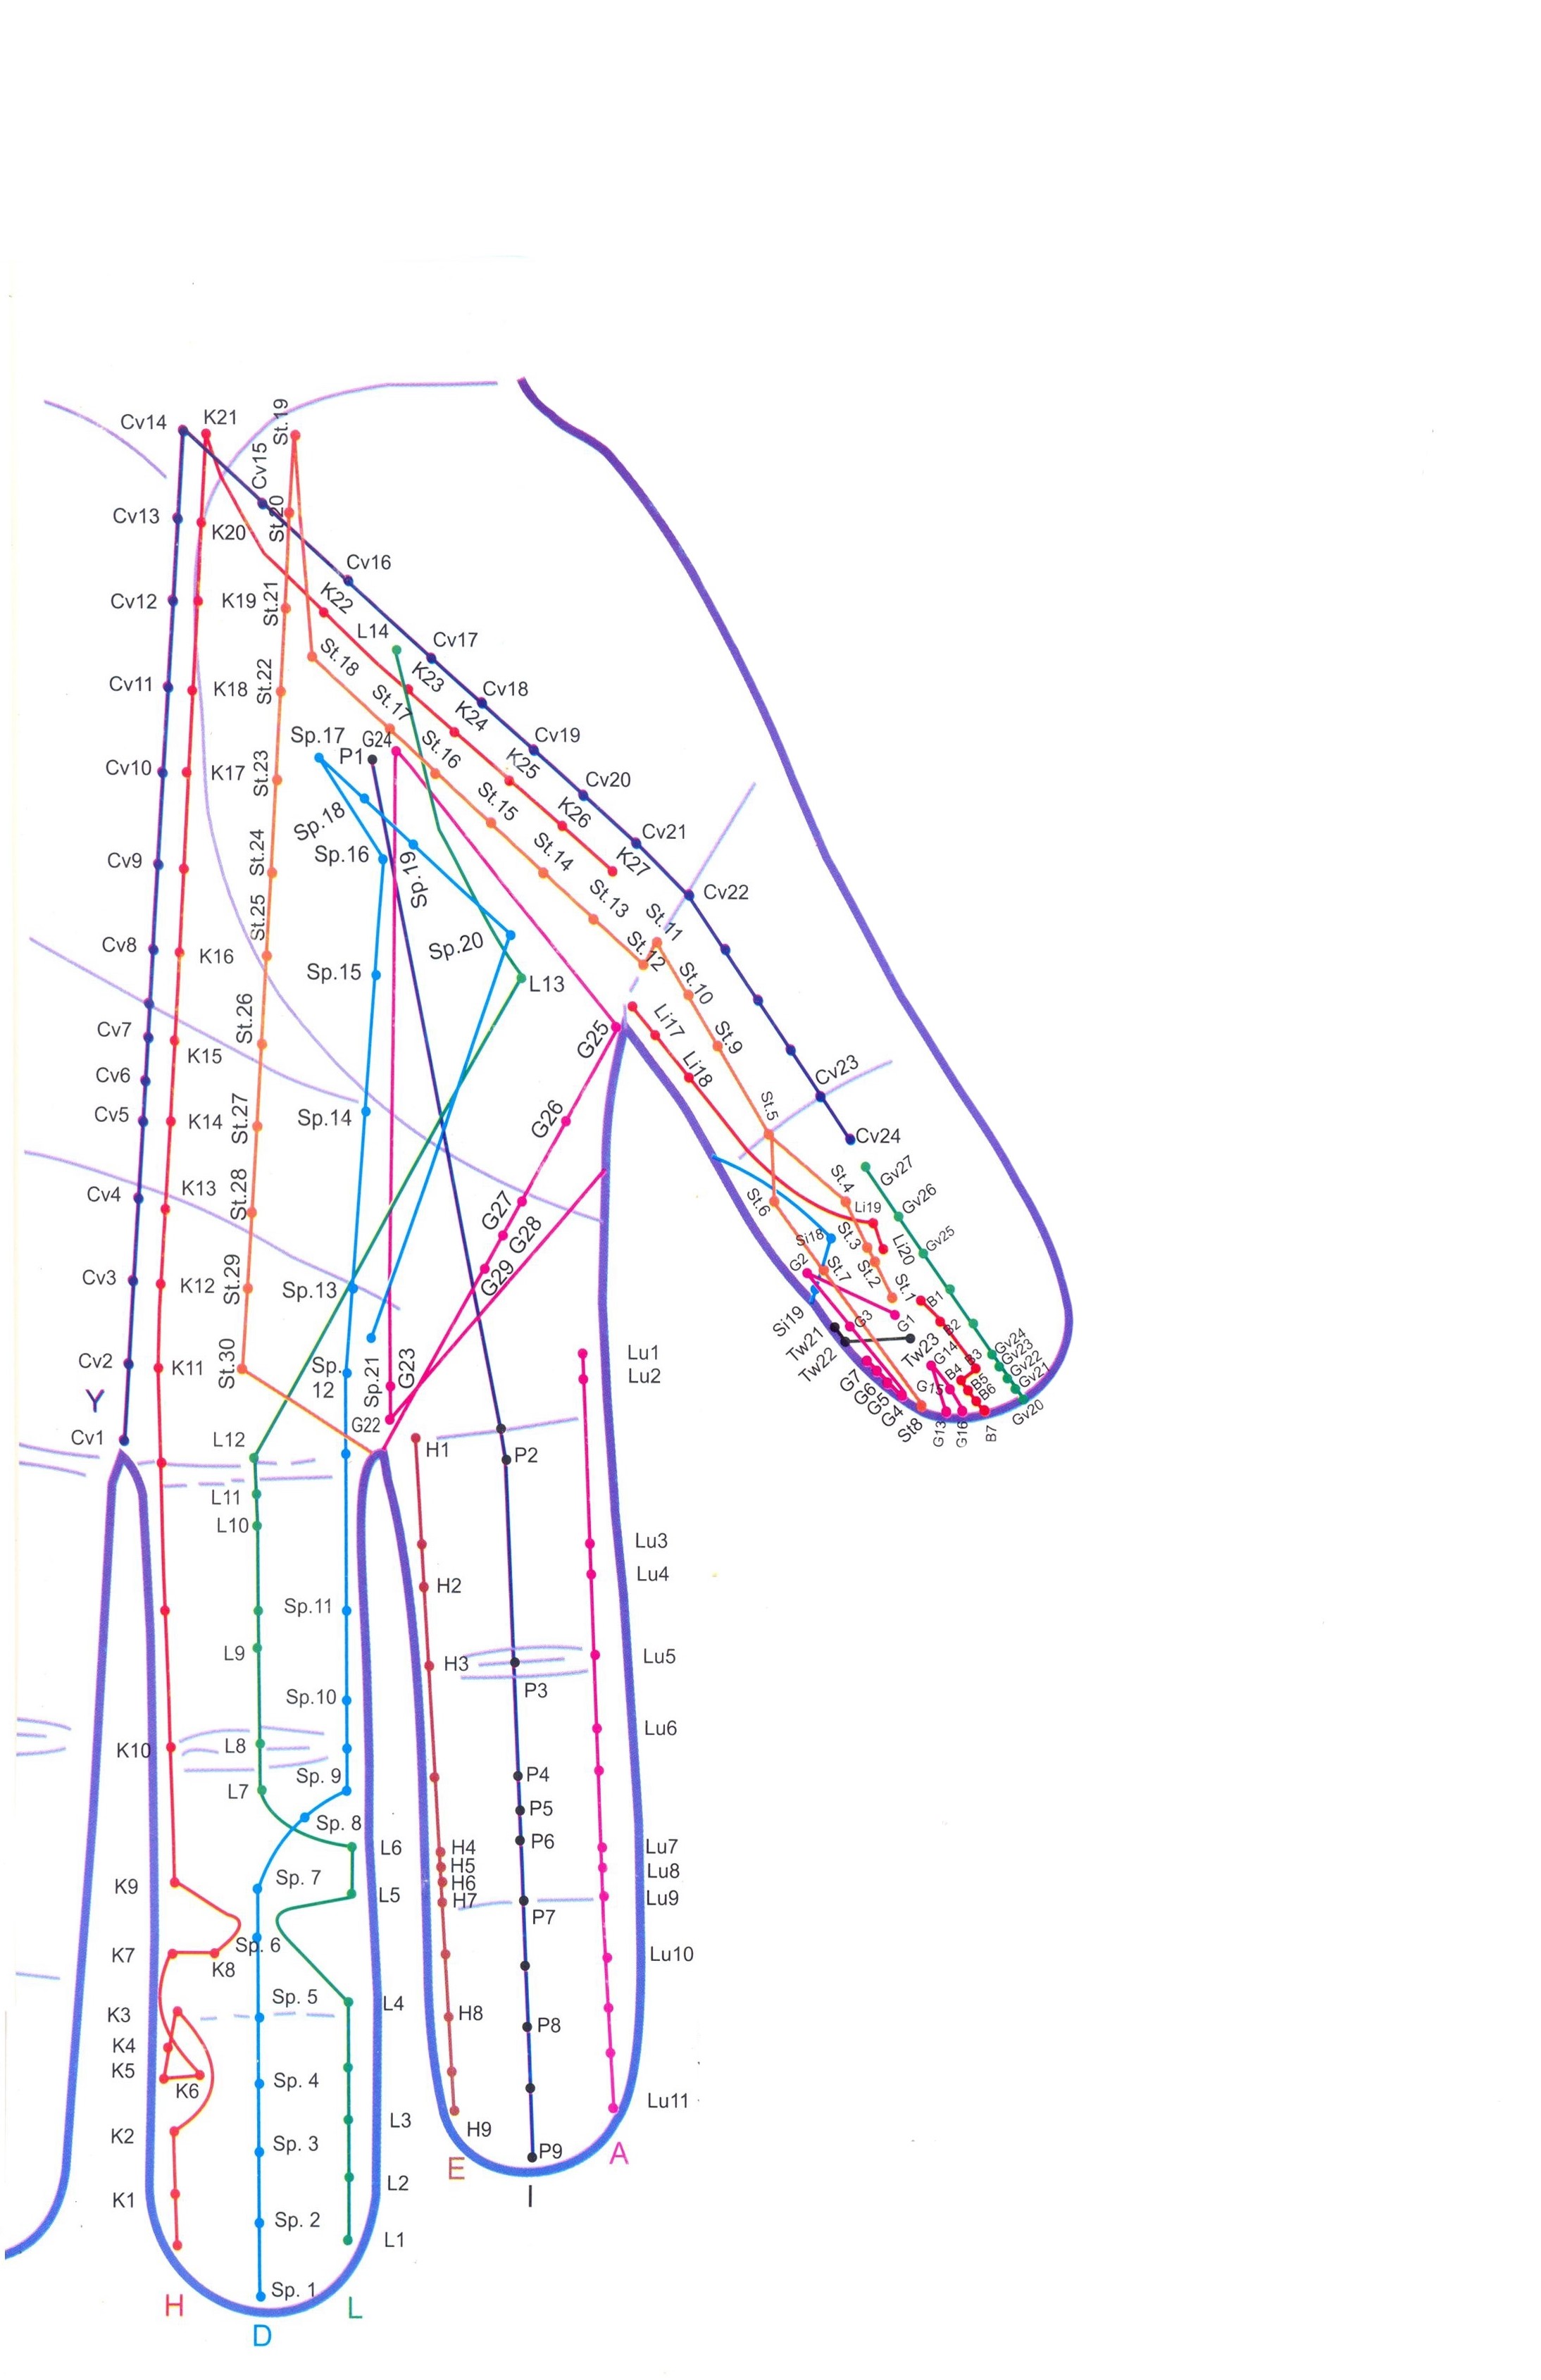 St.19
K21
Cv14
Cv15
St.20
Cv13
K20
Cv16
K22
Cv12
K19
St.21
L14
Cv17
St.18
K23
Cv11
K18
St.22
Cv18
St.17
K24
Sp.17
P1
G24
Cv19
St.16
Cv10
K17
St.23
K25
Cv20
St.15
K26
Sp.18
Cv21
Sp.16
Cv9
St.24
St.14
K27
Sp.19
Cv22
St.13
Cv8
K16
St.25
St.11
Sp.20
St.12
Sp.15
L13
St.10
Cv7
St.26
Li17
G25
St.9
K15
Cv6
Li18
Cv23
Cv5
K14
St.27
Sp.14
G26
St.5
Cv24
Gv27
Cv4
K13
St.28
St.4
St.6
Gv26
Li19
G27
G28
Si18
St.3
Li20
Gv25
Cv3
K12
St.29
Sp.13
G29
G2
St.7
St.2
St.1
B1
Si19
G3
G1
B2
Tw21
Tw22
Tw23
Gv24
Gv23
Gv22
Gv21
Gv20
G14
B3
B4
B5
B6
G15
G7
G6
G5
G4
St8
G13
G16
B7
Cv2
K11
St.30
Sp.
12
Sp.21
G23
Lu1
Lu2
Y
Cv1
G22
L12
H1
P2
L11
L10
Lu3
Lu4
H2
Sp.11
L9
H3
Lu5
P3
Sp.10
Lu6
K10
L8
Sp. 9
P4
L7
P5
Sp. 8
P6
L6
H4
Lu7
H5
Lu8
Sp. 7
H6
K9
L5
H7
Lu9
P7
Sp. 6
K7
K8
Lu10
Sp. 5
L4
K3
H8
P8
K4
K5
K6
Sp. 4
Lu11
L3
K2
H9
Sp. 3
P9
E
A
I
L2
K1
Sp. 2
L1
Sp. 1
H
L
D